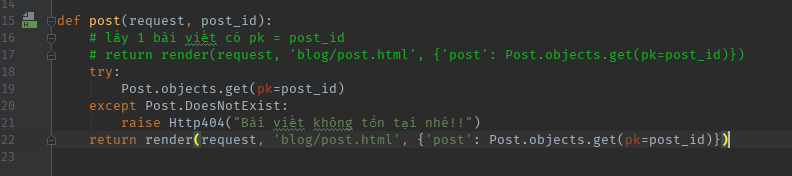 14
15 def post(request, post_id):
16     # lấy 1 bài viết có pk = post_id
17     # return render(request, 'blog/post.html', {'post': Post.objects.get(pk=post_id)})
18     try:
19         Post.objects.get(pk=post_id)
20     except Post.DoesNotExist:
21         raise Http404("Bài viết không tồn tại nhé!!")
22     return render(request, 'blog/post.html', {'post': Post.objects.get(pk=post_id)})
23